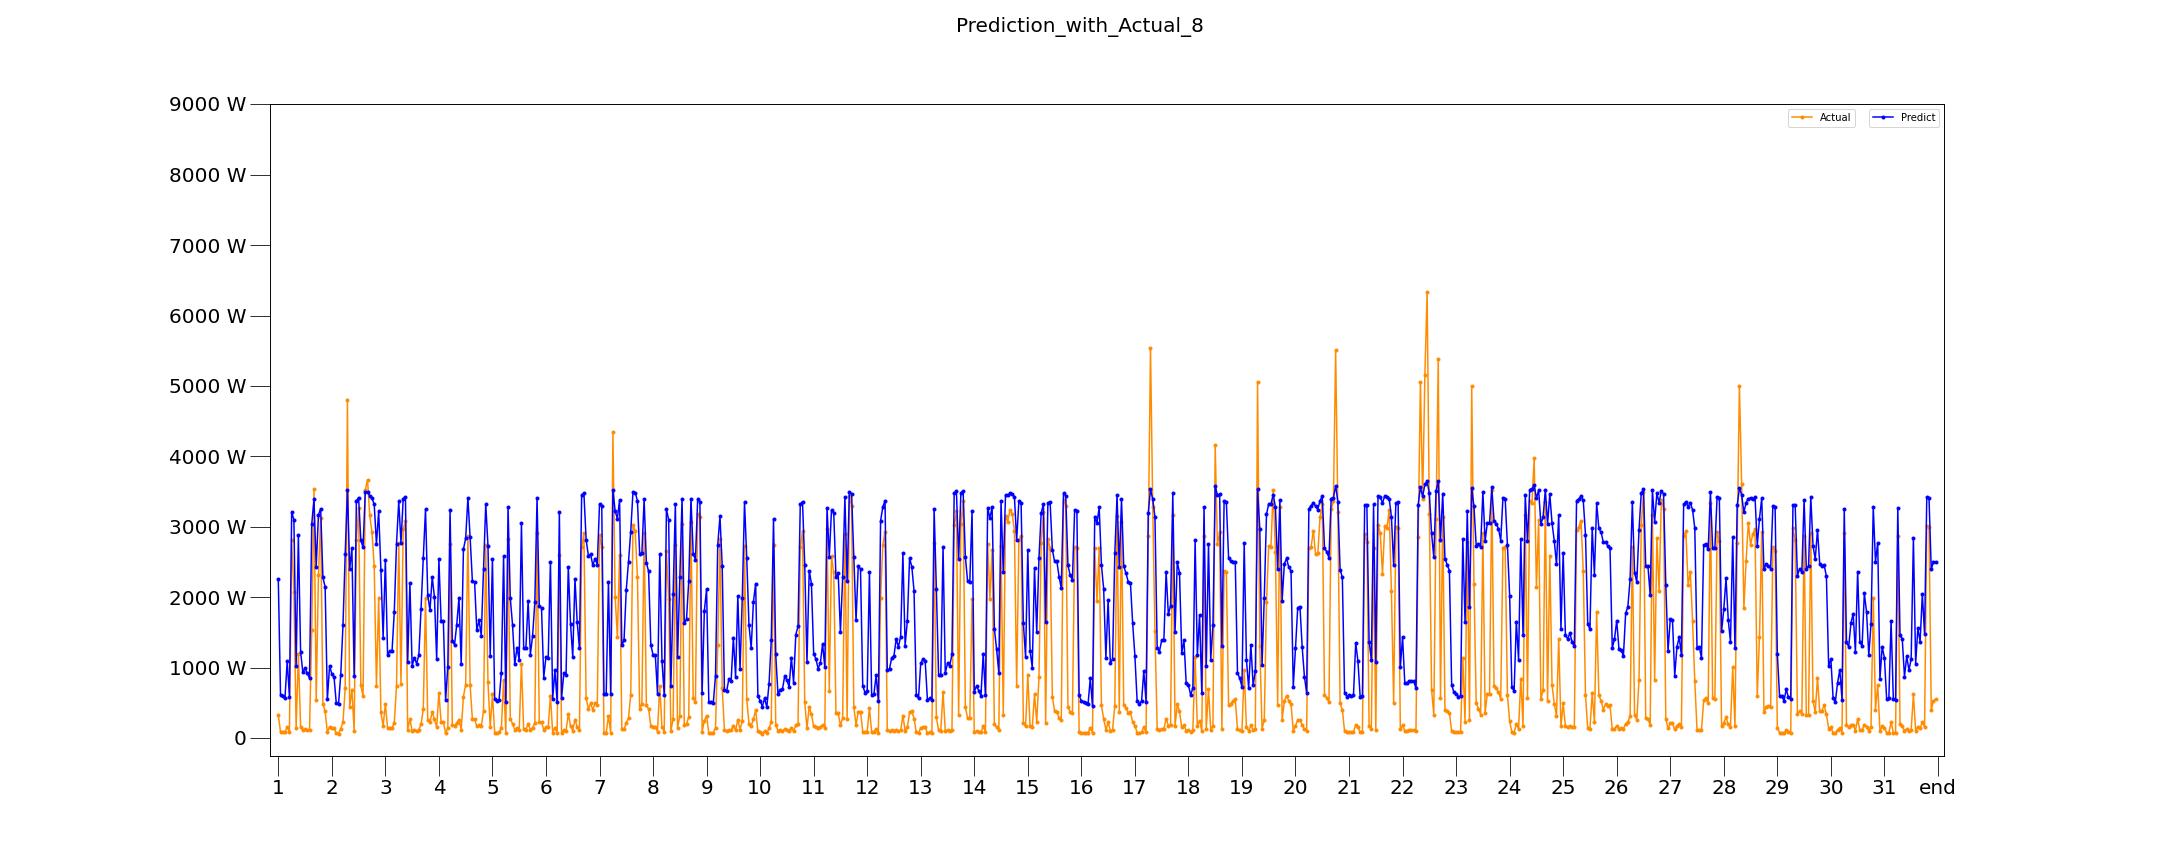 Prediction_with_Actual_8
9000 W
8000 W
7000 W
6000 W
5000 W
4000 W
3000 W
2000 W
1000 W
0
Actual Predict
1 2 3 4 5 6 7 8 9 10 11 12 13 14 15 16 17 18 19 20 21 22 23 24 25 26 27 28 29 30 31 end